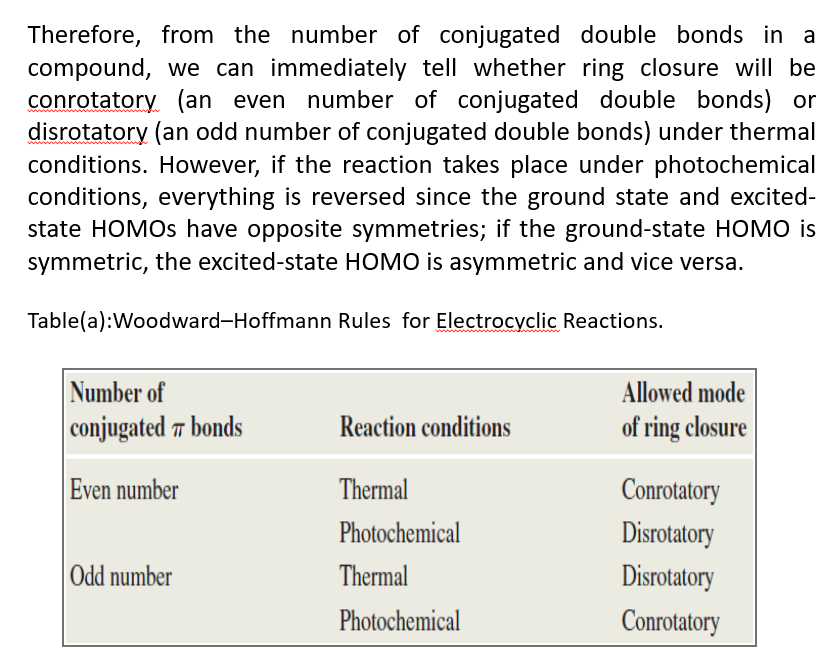 Therefore, from the number of conjugated double bonds in a
compound, we can immediately tell whether ring closure will be
conrotatory (an even number of conjugated double bonds) or
disrotatory (an odd number of conjugated double bonds) under thermal
conditions. However, if the reaction takes place under photochemical
conditions, everything is reversed since the ground state and excited-
state HOMOs have opposite symmetries; if the ground-state HOMO is
symmetric, the excited-state HOMO is asymmetric and vice versa.
Table(a):Woodward–Hoffmann Rules for Electrocyclic Reactions.
Number of Allowed mode
conjugated π bonds Reaction conditions of ring closure
Even number Thermal Conrotatory
Photochemical Disrotatory
Odd number Thermal Disrotatory
Photochemical Conrotatory